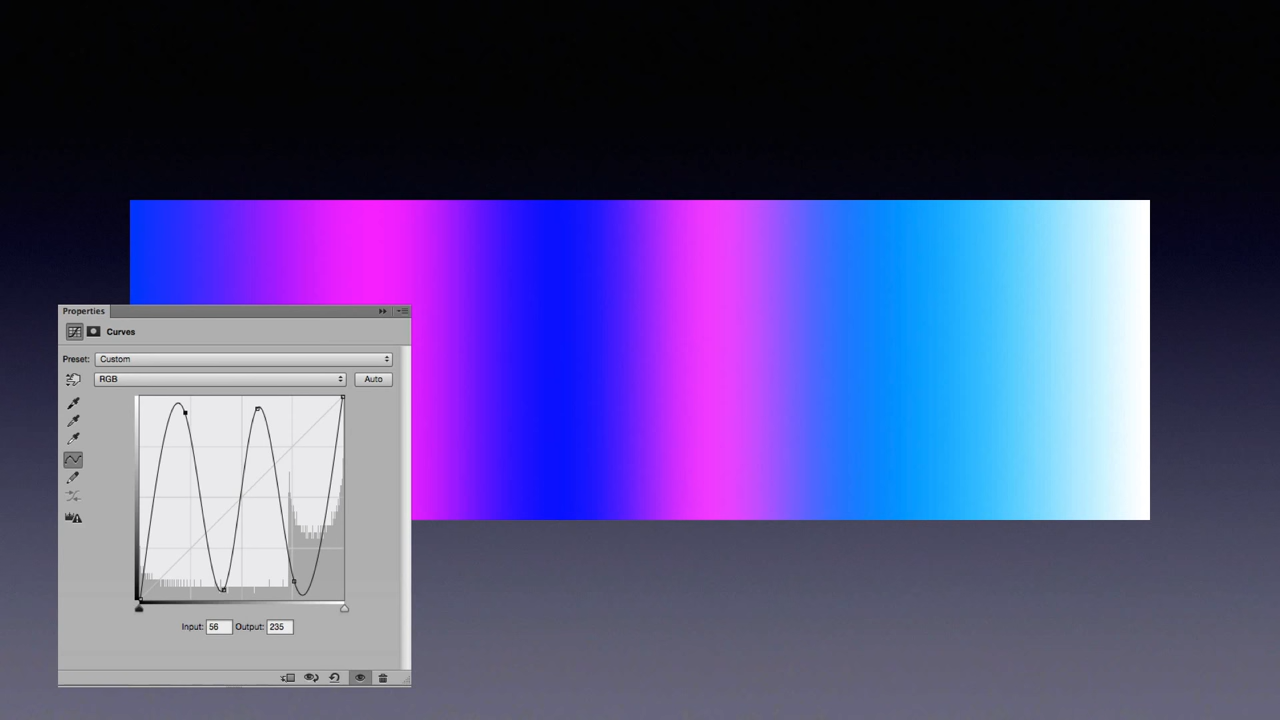 Properties
Curves
Preset: Custom
RGB Auto
Input: 56 Output: 235